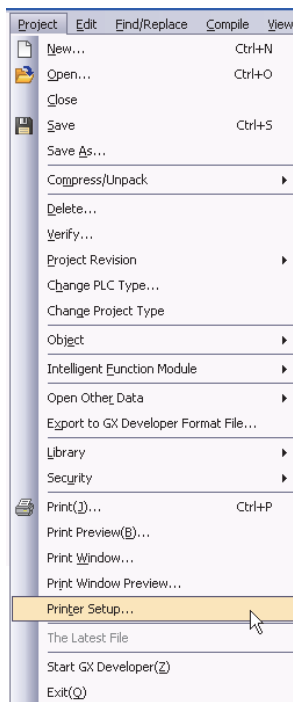 Project Edit Find/Replace Compile View
New... Ctrl+N
Open... Ctrl+O
Close
Save Ctrl+S
Save As...
Compress/Unpack
Delete...
Verify...
Project Revision
Change PLC Type...
Change Project Type
Object
Intelligent Function Module
Open Other Data
Export to GX Developer Format File...
Library
Security
Print(J)... Ctrl+P
Print Preview(B)...
Print Window...
Print Window Preview...
Printer Setup...
The Latest File
Start GX Developer(Z)
Exit(Q)